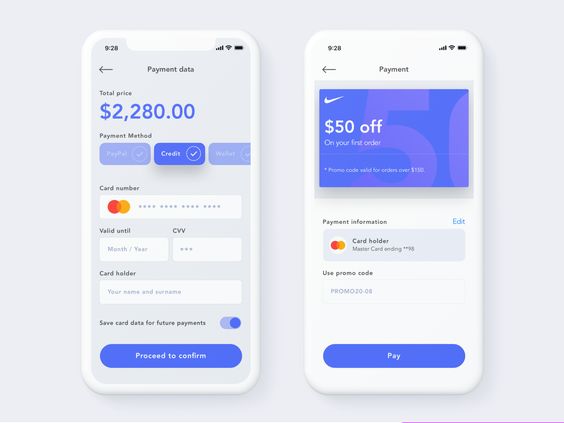 9:28
Payment data
Total price
$2,280.00
Payment Method
PayPal
Credit
Wallet
Card number
Valid until
CVV
Month / Year
Card holder
Your name and surname
Save card data for future payments
Proceed to confirm
9:28
Payment
50
$50 off
On your first order
* Promo code valid for orders over $150.
Payment information
Edit
Card holder
Master Card ending **98
Use promo code
PROMO20-08
Pay